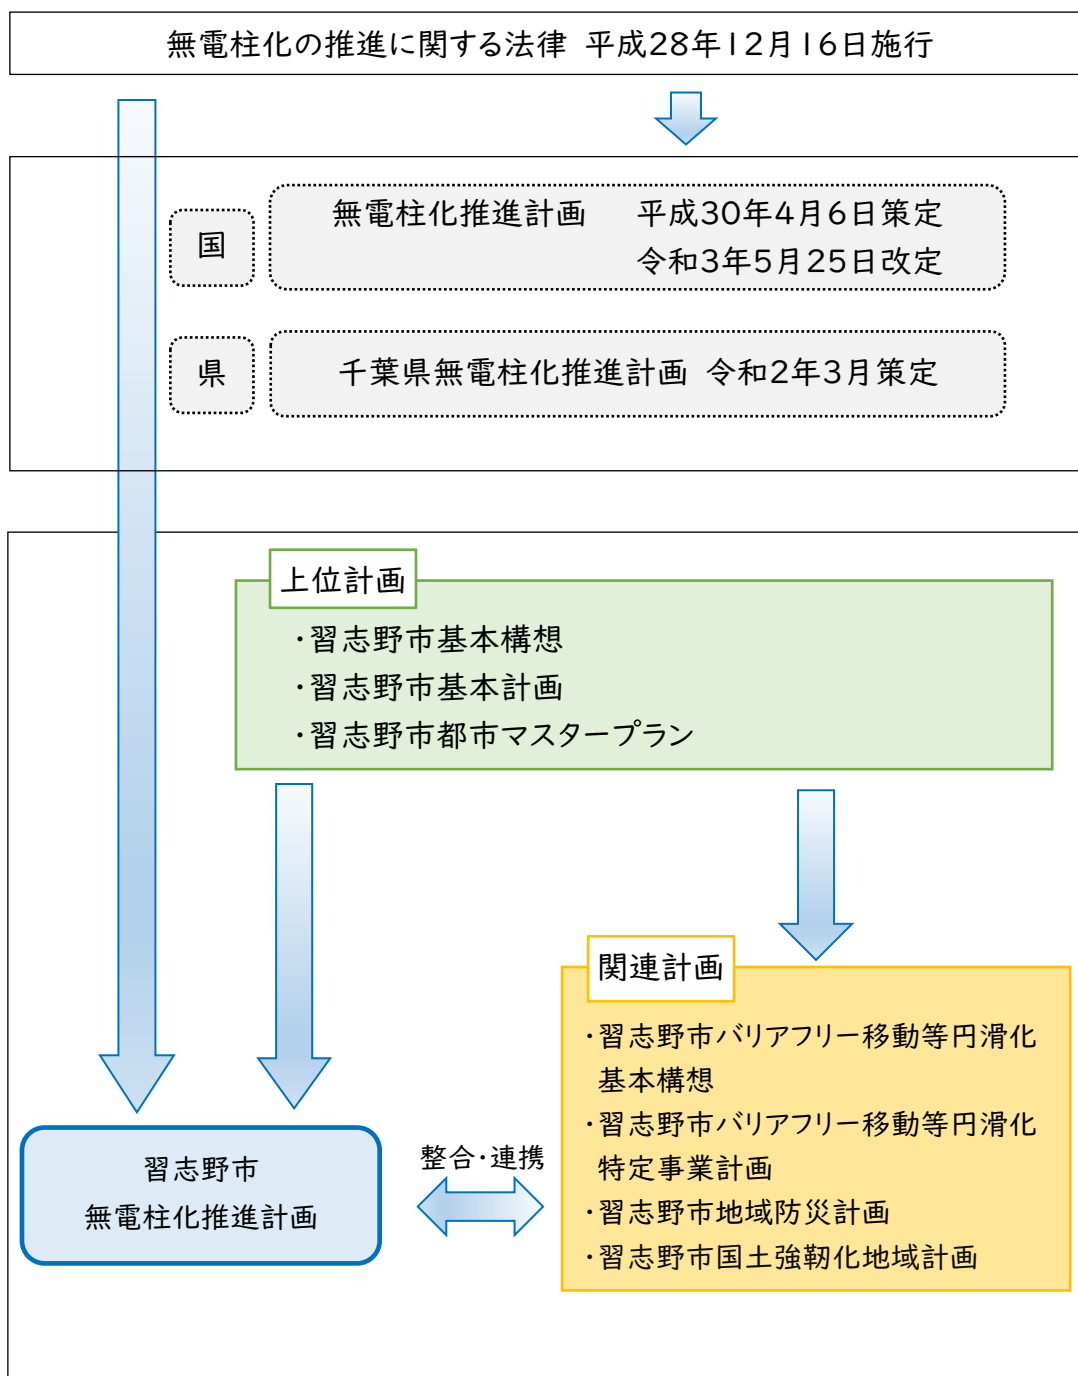 無電柱化の推進に関する法律 平成28年12月16日施行
国
無電柱化推進計画 平成30年4月6日策定
令和3年5月25日改定
県
千葉県無電柱化推進計画 令和2年3月策定
上位計画
・習志野市基本構想
・習志野市基本計画
・習志野市都市マスタープラン
関連計画
・習志野市バリアフリー移動等円滑化
基本構想
・習志野市バリアフリー移動等円滑化
特定事業計画
・習志野市地域防災計画
・習志野市国土強靭化地域計画
整合・連携
習志野市
無電柱化推進計画